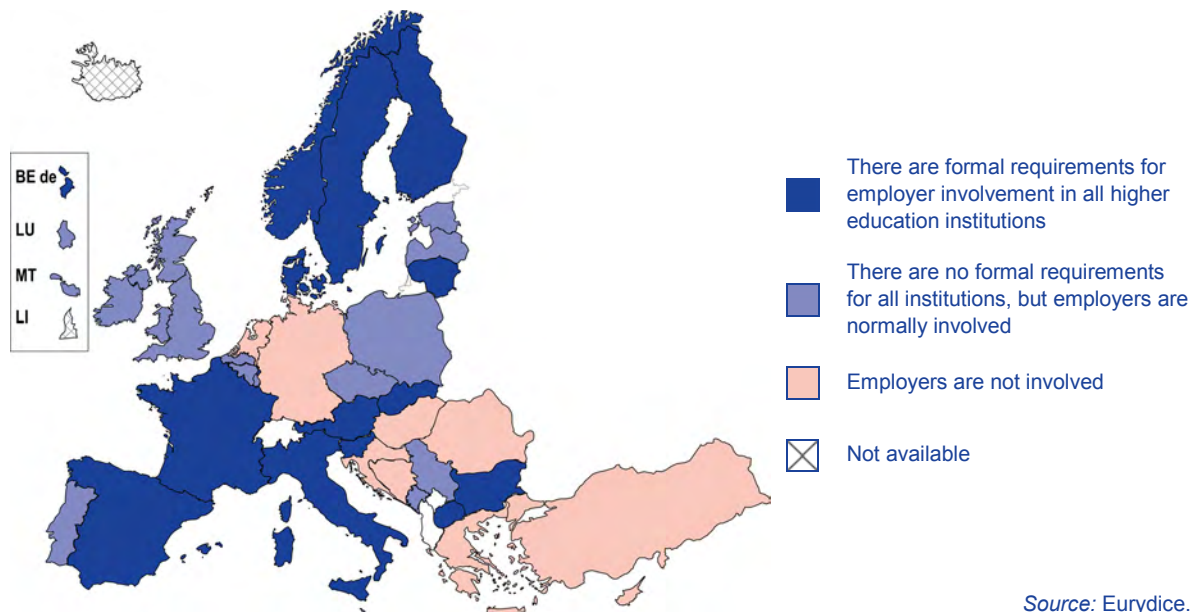 BE de
LU
MT
LI
There are formal requirements for
employer involvement in all higher
education institutions
There are no formal requirements
for all institutions, but employers are
normally involved
Employers are not involved
Not available
Source: Eurydice.